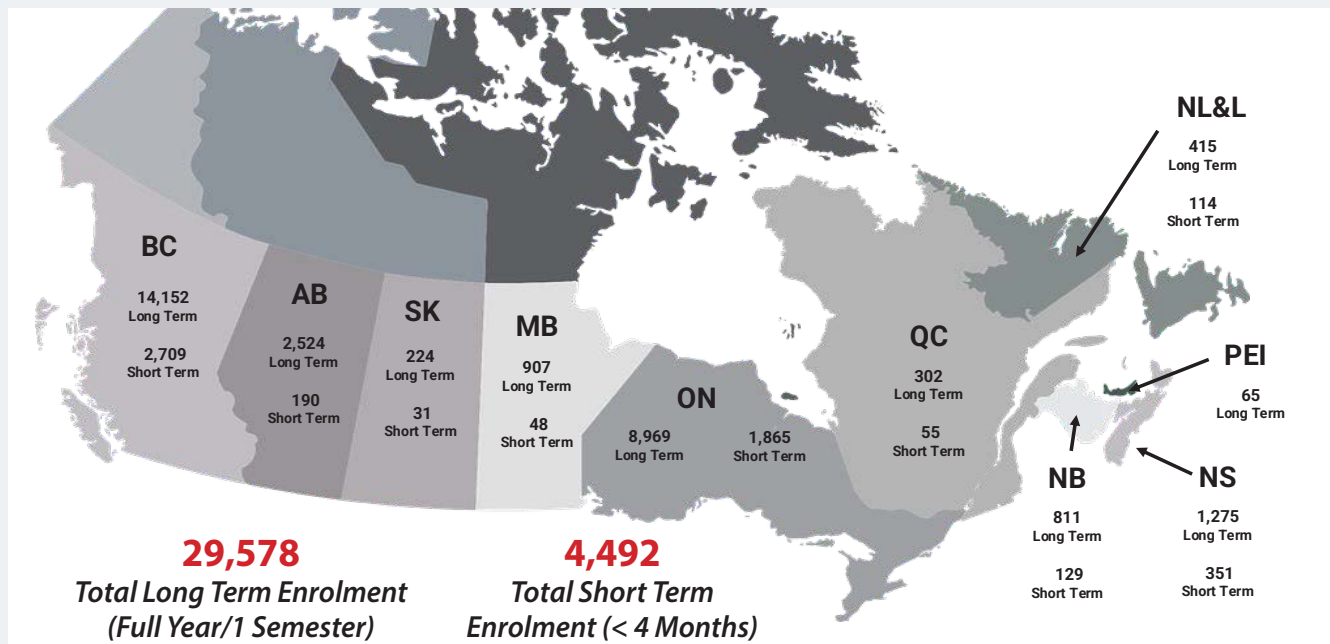 NL&L
415
Long Term
114
Short Term
BC
14,152
Long Term
2,709
Short Term
AB
2,524
Long Term
190
Short Term
SK
224
Long Term
31
Short Term
MB
907
Long Term
48
Short Term
ON
8,969
Long Term
1,865
Short Term
QC
302
Long Term
55
Short Term
PEI
65
Long Term
NB
811
Long Term
129
Short Term
NS
1,275
Long Term
351
Short Term
29,578
Total Long Term Enrolment
(Full Year/1 Semester)
4,492
Total Short Term
Enrolment (< 4 Months)